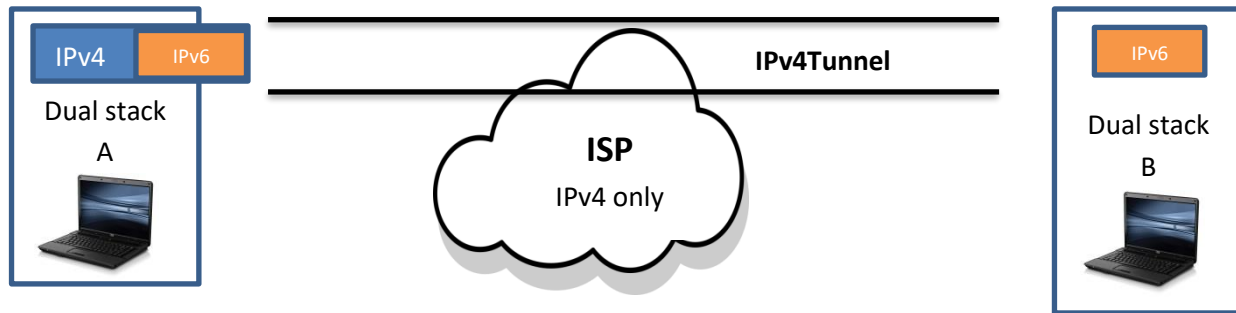 IPv4 IPv6
Dual stack
A
IPv4Tunnel
ISP
IPv4 only
IPv6
Dual stack
B